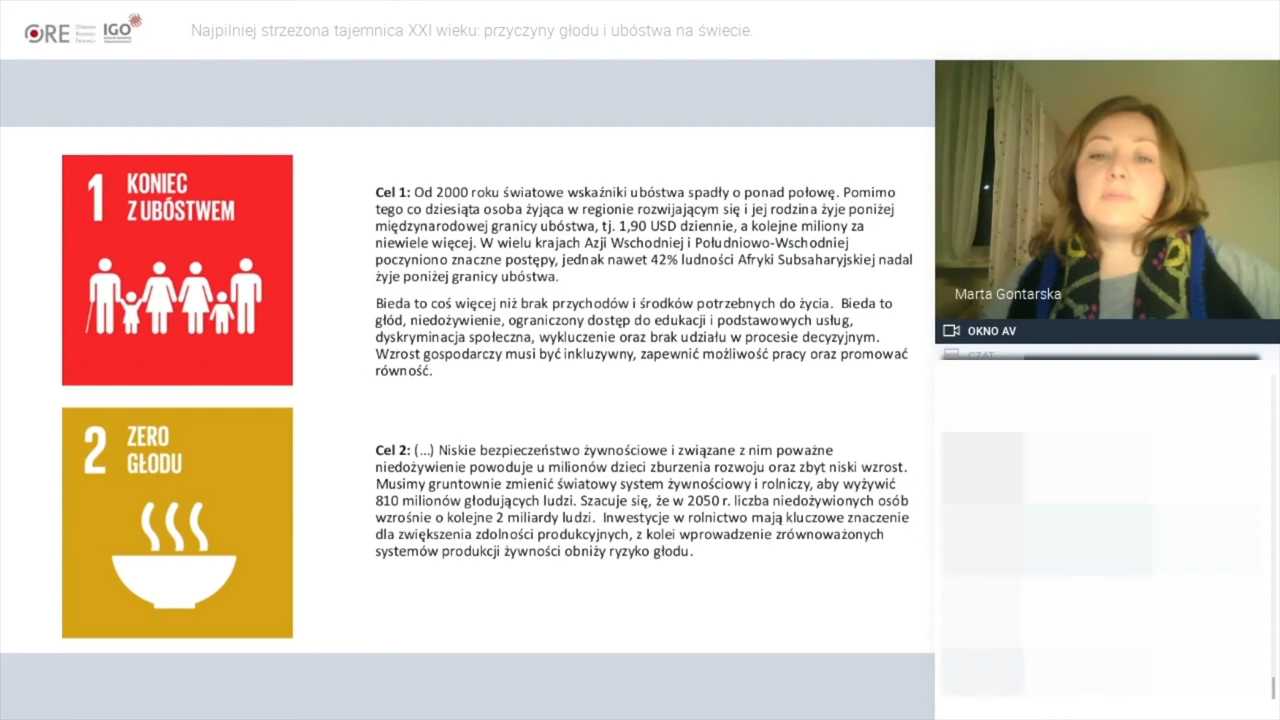 ORE
Ośrodek
Rozwoju
Edukacji
IGO
Najpilniej strzeżona tajemnica XXI wieku: przyczyny głodu i ubóstwa na świecie.
1 KONIEC
Z UBÓSTWEM
Cel 1: Od 2000 roku światowe wskaźniki ubóstwa spadły o ponad połowę. Pomimo
tego co dziesiąta osoba żyjąca w regionie rozwijającym się i jej rodzina żyje poniżej
międzynarodowej granicy ubóstwa, tj. 1,90 USD dziennie, a kolejne miliony za
niewiele więcej. W wielu krajach Azji Wschodniej i Południowo-Wschodniej
poczyniono znaczne postępy, jednak nawet 42% ludności Afryki Subsaharyjskiej nadal
żyje poniżej granicy ubóstwa.
Bieda to coś więcej niż brak przychodów i środków potrzebnych do życia. Bieda to
głód, niedożywienie, ograniczony dostęp do edukacji i podstawowych usług,
dyskryminacja społeczna, wykluczenie oraz brak udziału w procesie decyzyjnym.
Wzrost gospodarczy musi być inkluzywny, zapewnić możliwość pracy oraz promować
równość.
2 ZERO
GŁODU
Cel 2: (...) Niskie bezpieczeństwo żywnościowe i związane z nim poważne
niedożywienie powoduje u milionów dzieci zburzenia rozwoju oraz zbyt niski wzrost.
Musimy gruntownie zmienić światowy system żywnościowy i rolniczy, aby wyżywić
810 milionów głodujących ludzi. Szacuje się, że w 2050 r. liczba niedożywionych osób
wzrośnie o kolejne 2 miliardy ludzi. Inwestycje w rolnictwo mają kluczowe znaczenie
dla zwiększenia zdolności produkcyjnych, z kolei wprowadzenie zrównoważonych
systemów produkcji żywności obniży ryzyko głodu.
Marta Gontarska
OKNO AV
CZAT